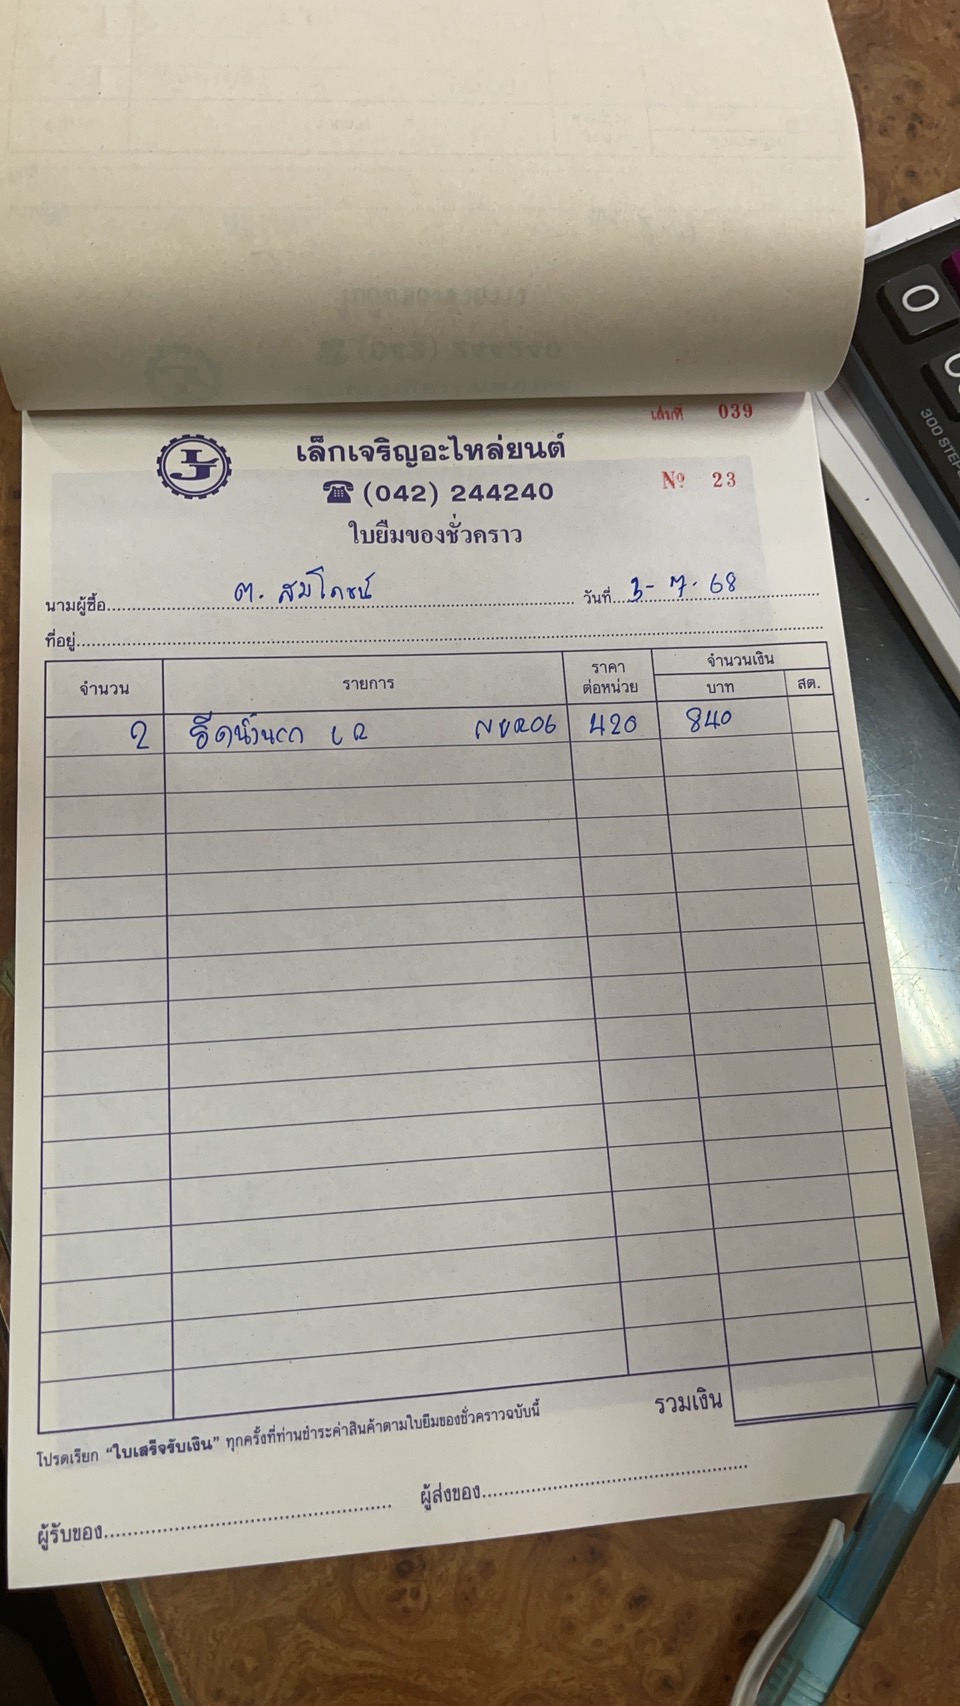 เล่มที่ 039
เล็กเจริญอะไหล่ยนต์
☎ (042) 244240
№ 23
ใบยืมของชั่วคราว
นามผู้ซื้อ ต. สมโภชน์ วันที่ 3-7-68
ที่อยู่
จำนวน รายการ ราคาต่อหน่วย จำนวนเงิน บาท สต.
2 LR NUR06 420 840
รวมเงิน
โปรดเรียก "ใบเสร็จรับเงิน" ทุกครั้งที่ท่านชำระค่าสินค้าตามใบยืมของชั่วคราวฉบับนี้
ผู้รับของ ผู้ส่งของ
0
300 STEP